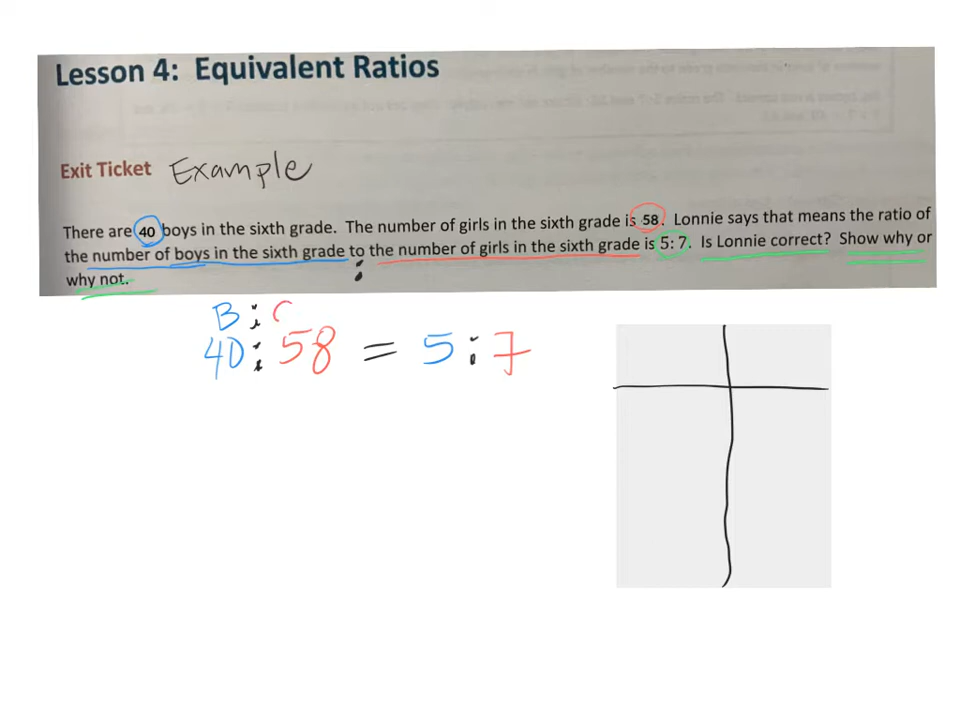 Lesson 4: Equivalent Ratios
Exit Ticket Example
There are 40 boys in the sixth grade. The number of girls in the sixth grade is 58. Lonnie says that means the ratio of
the number of boys in the sixth grade to the number of girls in the sixth grade is 5: 7. Is Lonnie correct? Show why or
why not.
:
B : C
40 : 58 = 5 : 7